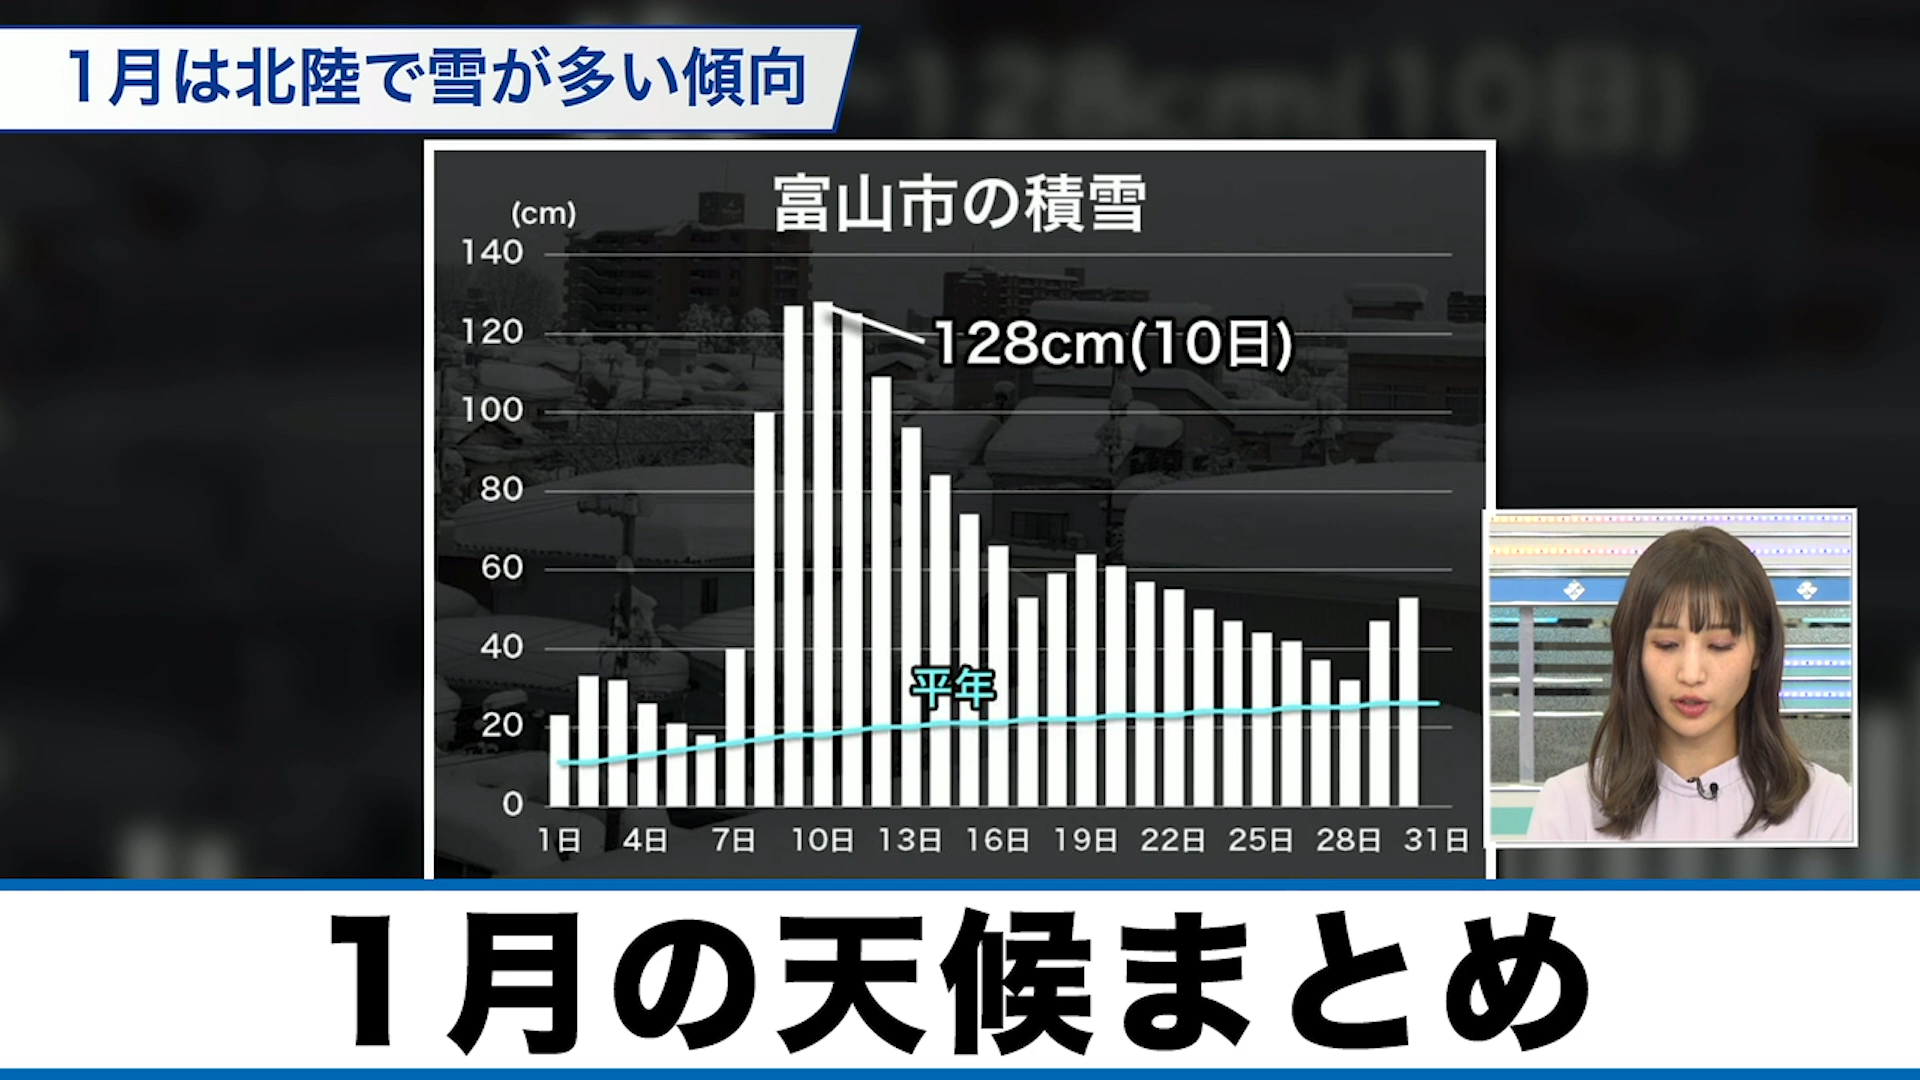 1月は北陸で雪が多い傾向
富山市の積雪
(cm)
140
120
128cm(10日)
100
80
60
40
平年
20
0
1日 4日 7日 10日 13日 16日 19日 22日 25日 28日 31日
1月の天候まとめ